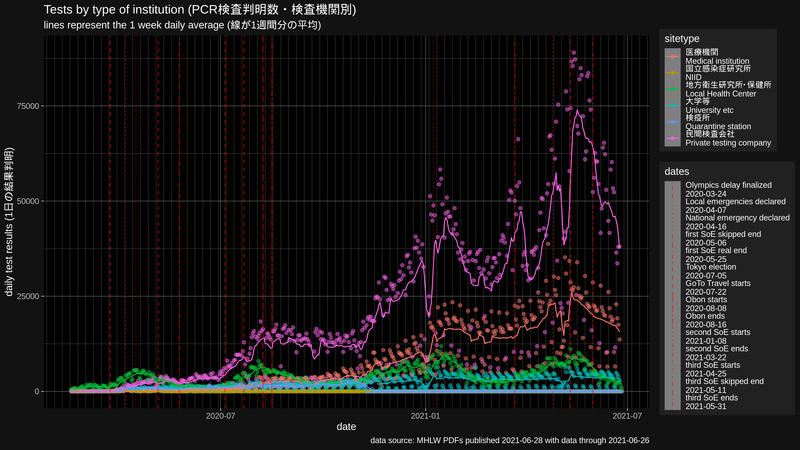 Tests by type of institution (PCR検査判明数・検査機関別)
lines represent the 1 week daily average (線が1週間分の平均)
daily test results (1日の結果判明)
75000
50000
25000
0
2020-07
2021-01
2021-07
date
data source: MHLW PDFs published 2021-06-28 with data through 2021-06-26
sitetype
医療機関
Medical institution
国立感染症研究所
NIID
地方衛生研究所・保健所
Local Health Center
大学等
University etc
検疫所
Quarantine station
民間検査会社
Private testing company
dates
Olympics delay finalized
2020-03-24
Local emergencies declared
2020-04-07
National emergency declared
2020-04-16
first SoE skipped end
2020-05-06
first SoE real end
2020-05-25
Tokyo election
2020-07-05
GoTo Travel starts
2020-07-22
Obon starts
2020-08-08
Obon ends
2020-08-16
second SoE starts
2021-01-08
second SoE ends
2021-03-22
third SoE starts
2021-04-25
third SoE skipped end
2021-05-11
third SoE ends
2021-05-31